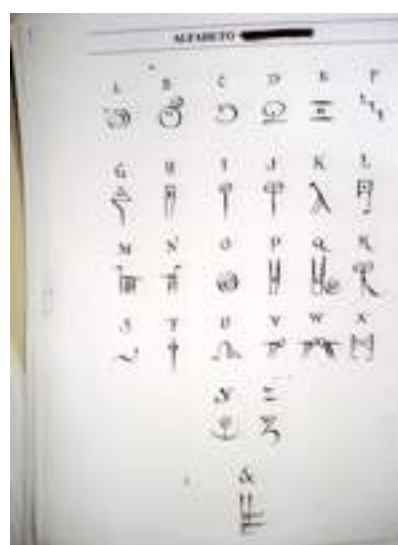 ALFABETO
A B C D E F
G H I J K L
M N O P Q R
S T U V W X
Y Z
&